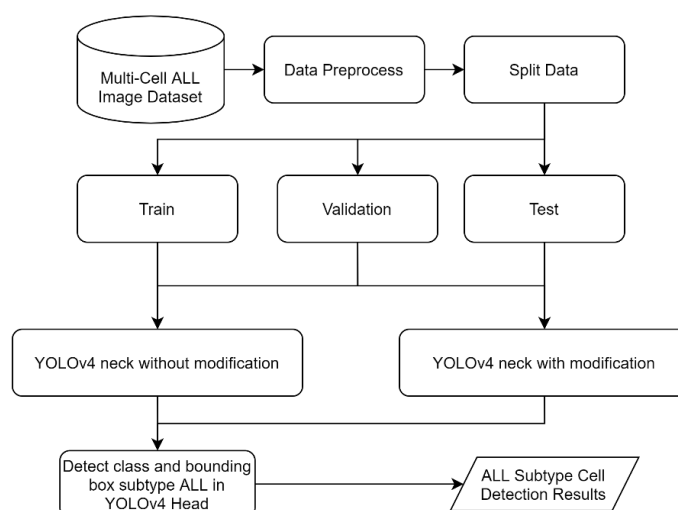 Multi-Cell ALL
Image Dataset
Data Preprocess
Split Data
Train
Validation
Test
YOLOv4 neck without modification
YOLOv4 neck with modification
Detect class and bounding
box subtype ALL in
YOLOv4 Head
ALL Subtype Cell
Detection Results